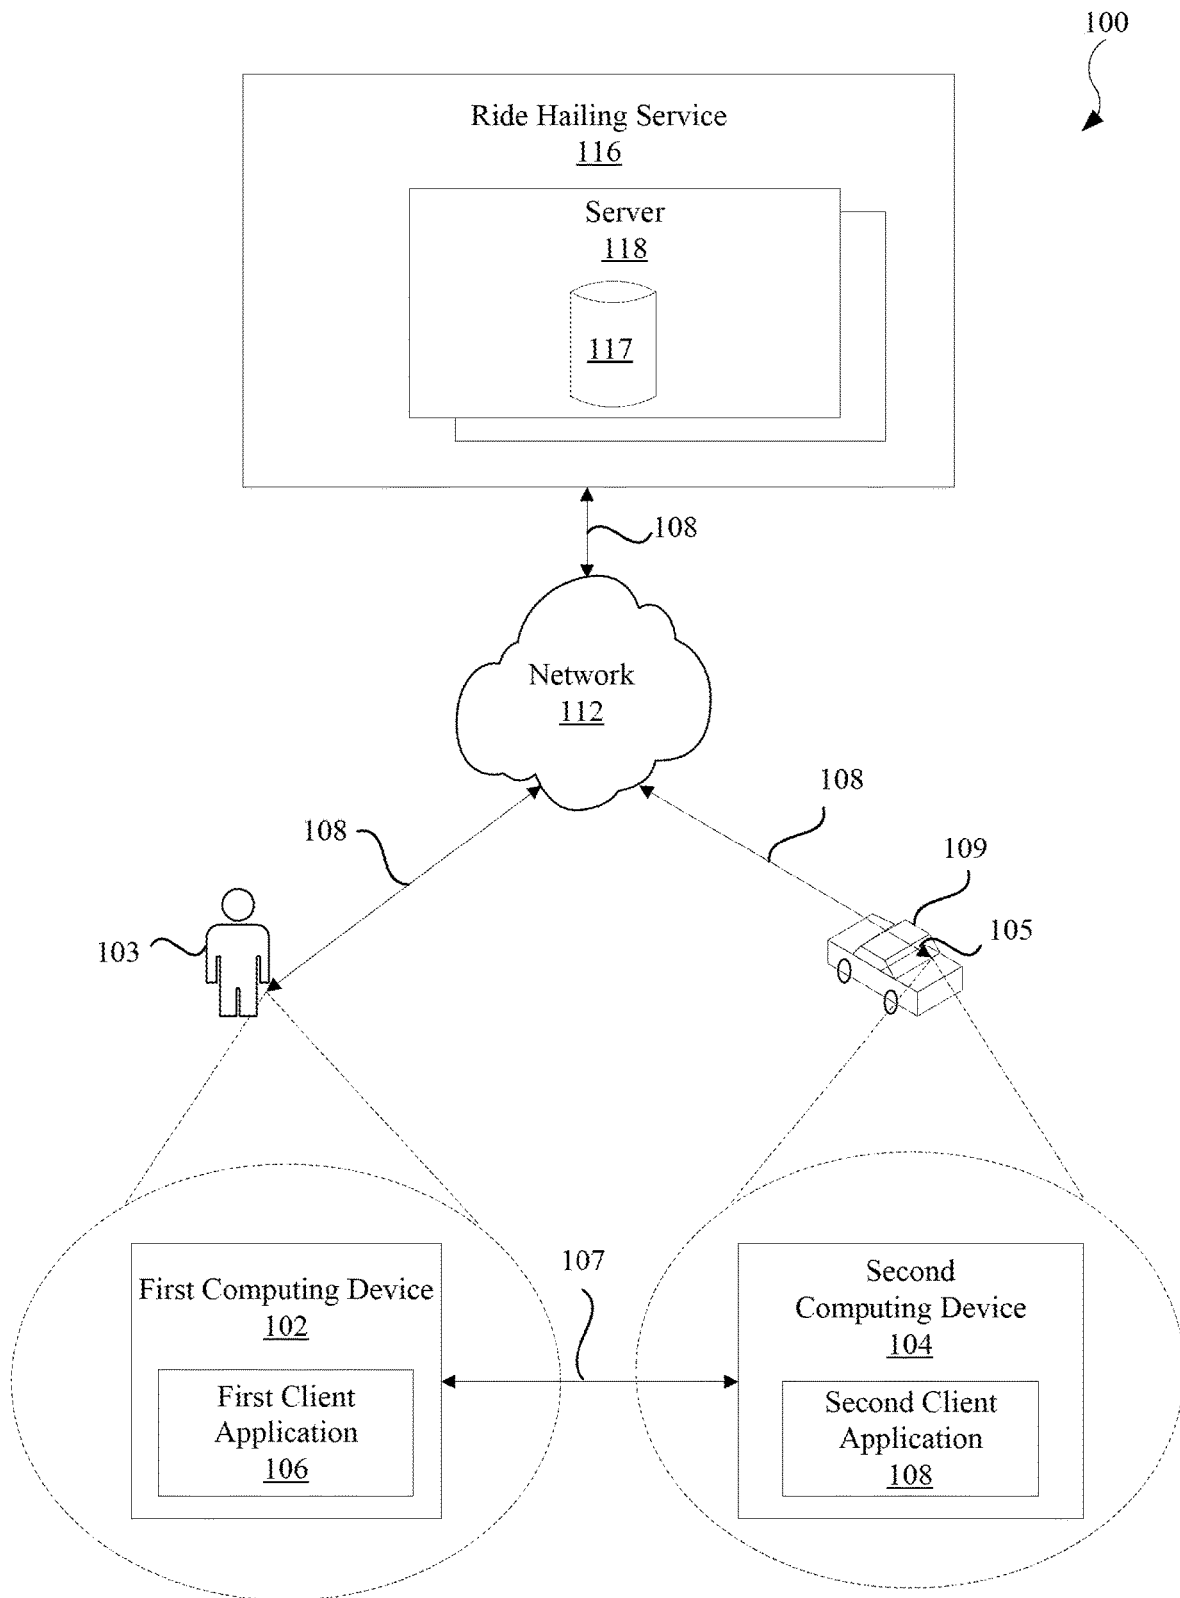 100
Ride Hailing Service
116
Server
118
117
108
Network
112
108
108
109
103
105
107
First Computing Device
102
First Client
Application
106
Second
Computing Device
104
Second Client
Application
108